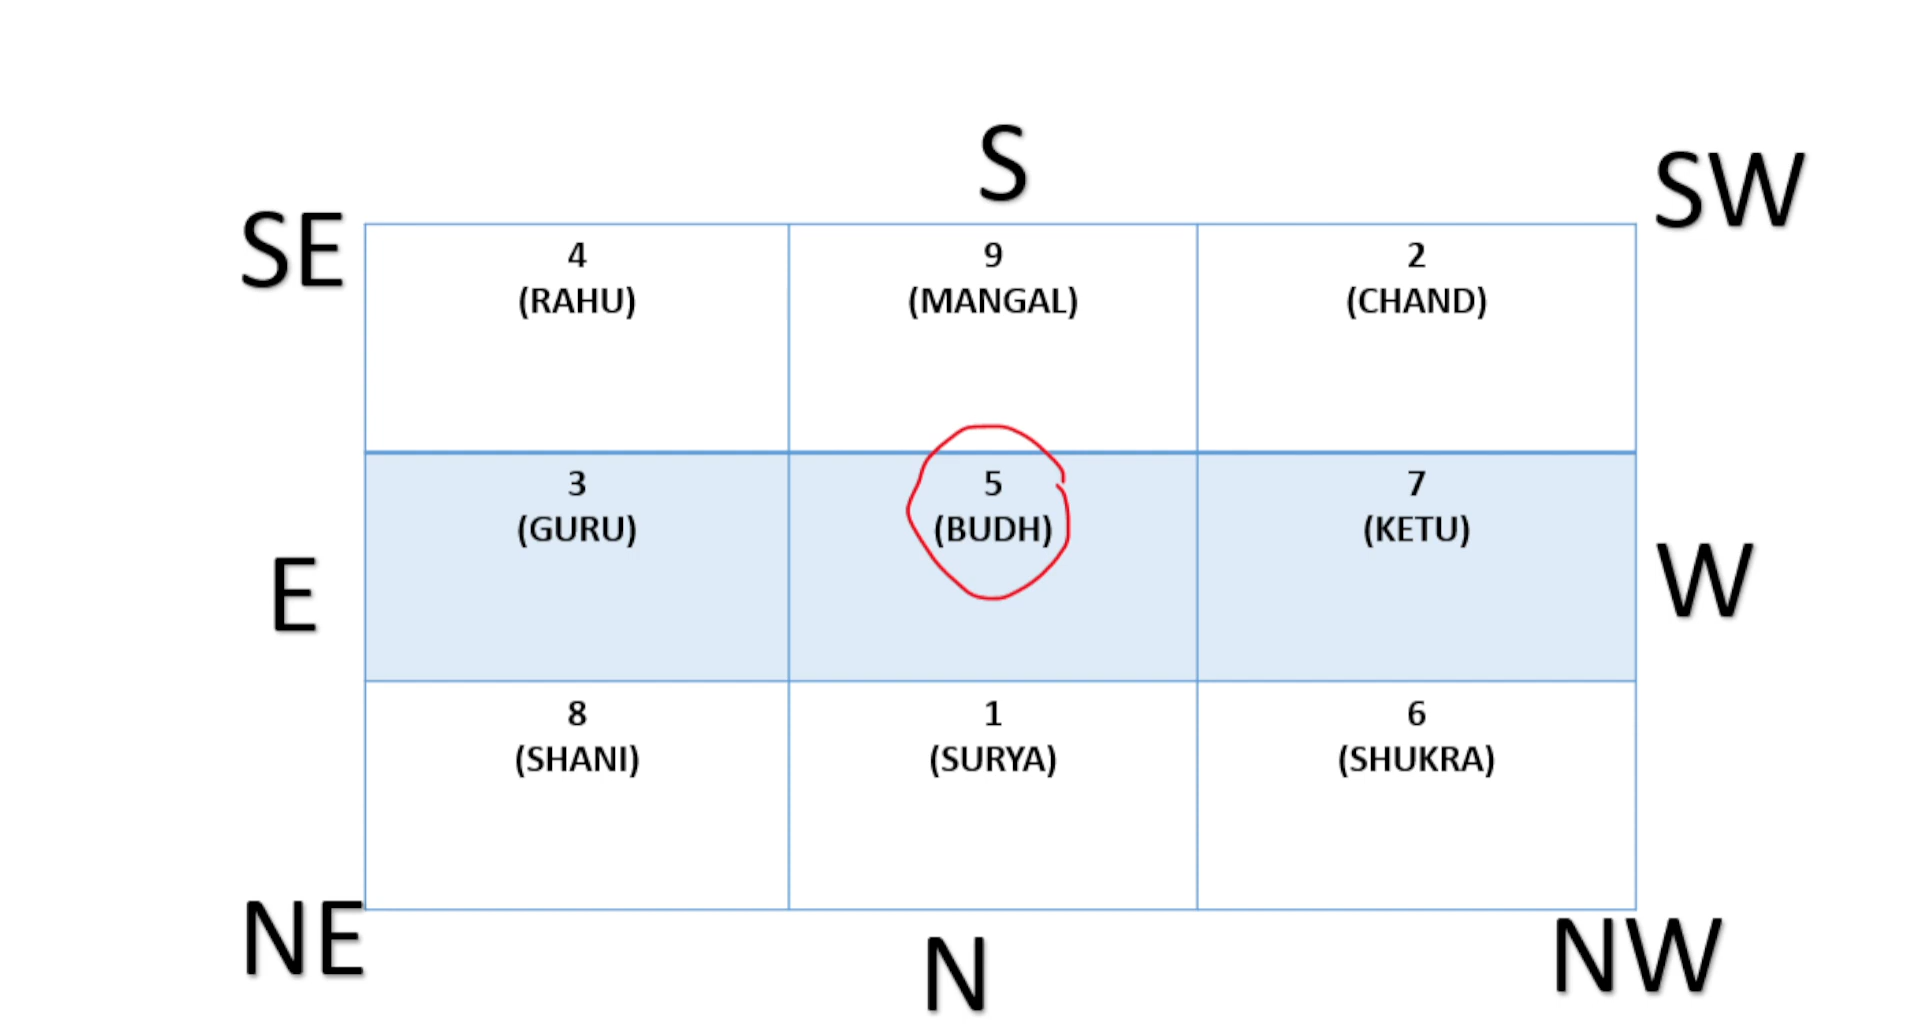 S
SW
SE
4
(RAHU)
9
(MANGAL)
2
(CHAND)
E
3
(GURU)
5
(BUDH)
7
(KETU)
W
8
(SHANI)
1
(SURYA)
6
(SHUKRA)
NE
N
NW